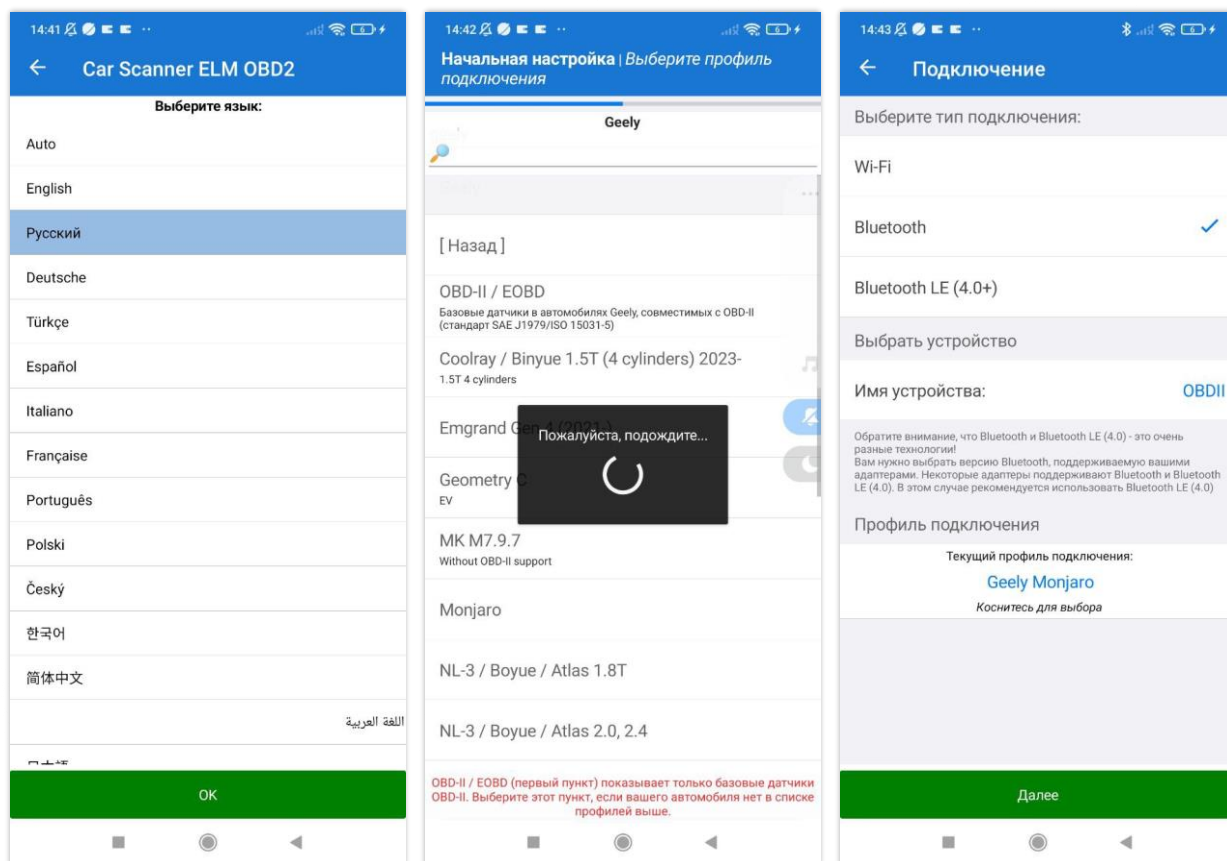 14:41
Car Scanner ELM OBD2
Выберите язык:
Auto
English
Русский
Deutsche
Türkçe
Español
Italiano
Française
Português
Polski
Český
한국어
简体中文
اللغة العربية
OK
14:42
Начальная настройка | Выберите профиль
подключения
Geely
[ Назад ]
OBD-II / EOBD
Базовые датчики в автомобилях Geely, совместимых с OBD-II
(стандарт SAE J1979/ISO 15031-5)
Coolray / Binyue 1.5T (4 cylinders) 2023-
1.5T 4 cylinders
Emgrand Gen 4 (2021-)
Пожалуйста, подождите...
Geometry C
EV
MK M7.9.7
Without OBD-II support
Monjaro
NL-3 / Boyue / Atlas 1.8T
NL-3 / Boyue / Atlas 2.0, 2.4
OBD-II / EOBD (первый пункт) показывает только базовые датчики
OBD-II. Выберите этот пункт, если вашего автомобиля нет в списке
профилей выше.
14:43
Подключение
Выберите тип подключения:
Wi-Fi
Bluetooth
Bluetooth LE (4.0+)
Выбрать устройство
Имя устройства: OBDII
Обратите внимание, что Bluetooth и Bluetooth LE (4.0) - это очень
разные технологии!
Вам нужно выбрать версию Bluetooth, поддерживаемую вашими
адаптерами. Некоторые адаптеры поддерживают Bluetooth и Bluetooth
LE (4.0). В этом случае рекомендуется использовать Bluetooth LE (4.0)
Профиль подключения
Текущий профиль подключения:
Geely Monjaro
Коснитесь для выбора
Далее